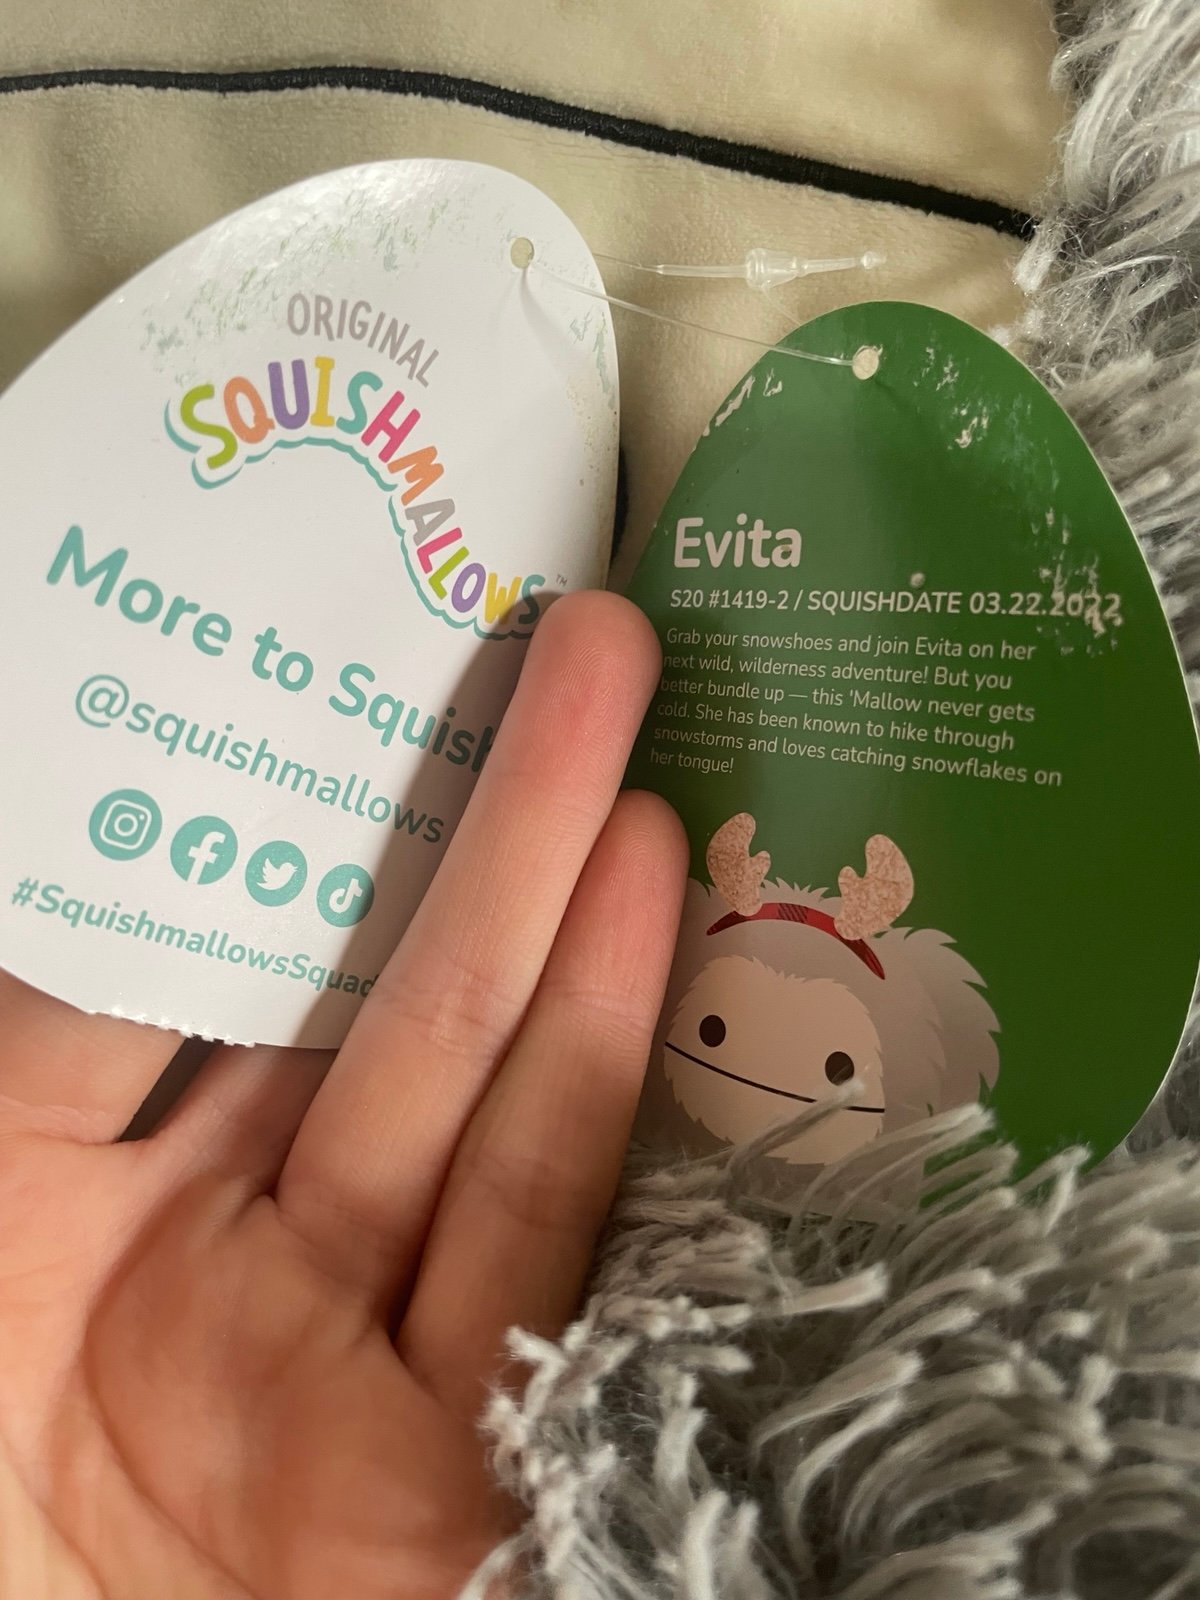 ORIGINAL
SQUISHMALLOWS™
More to Squish
@squishmallows
#SquishmallowsSquad
Evita
S20 #1419-2 / SQUISHDATE 03.22.2022
Grab your snowshoes and join Evita on her
next wild, wilderness adventure! But you
better bundle up — this 'Mallow never gets
cold. She has been known to hike through
snowstorms and loves catching snowflakes on
her tongue!